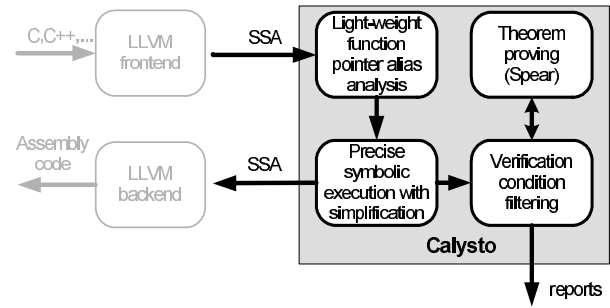 C,C++,...
LLVM
frontend
SSA
Light-weight
function
pointer alias
analysis
Theorem
proving
(Spear)
Assembly
code
LLVM
backend
SSA
Precise
symbolic
execution with
simplification
Verification
condition
filtering
Calysto
reports